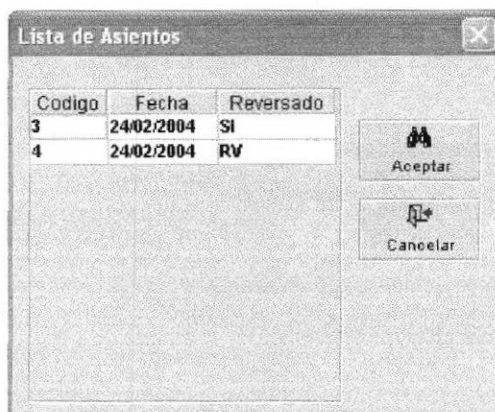 Lista de Asientos
Codigo Fecha Reversado
3 24/02/2004 SI
4 24/02/2004 RV
Aceptar
Cancelar